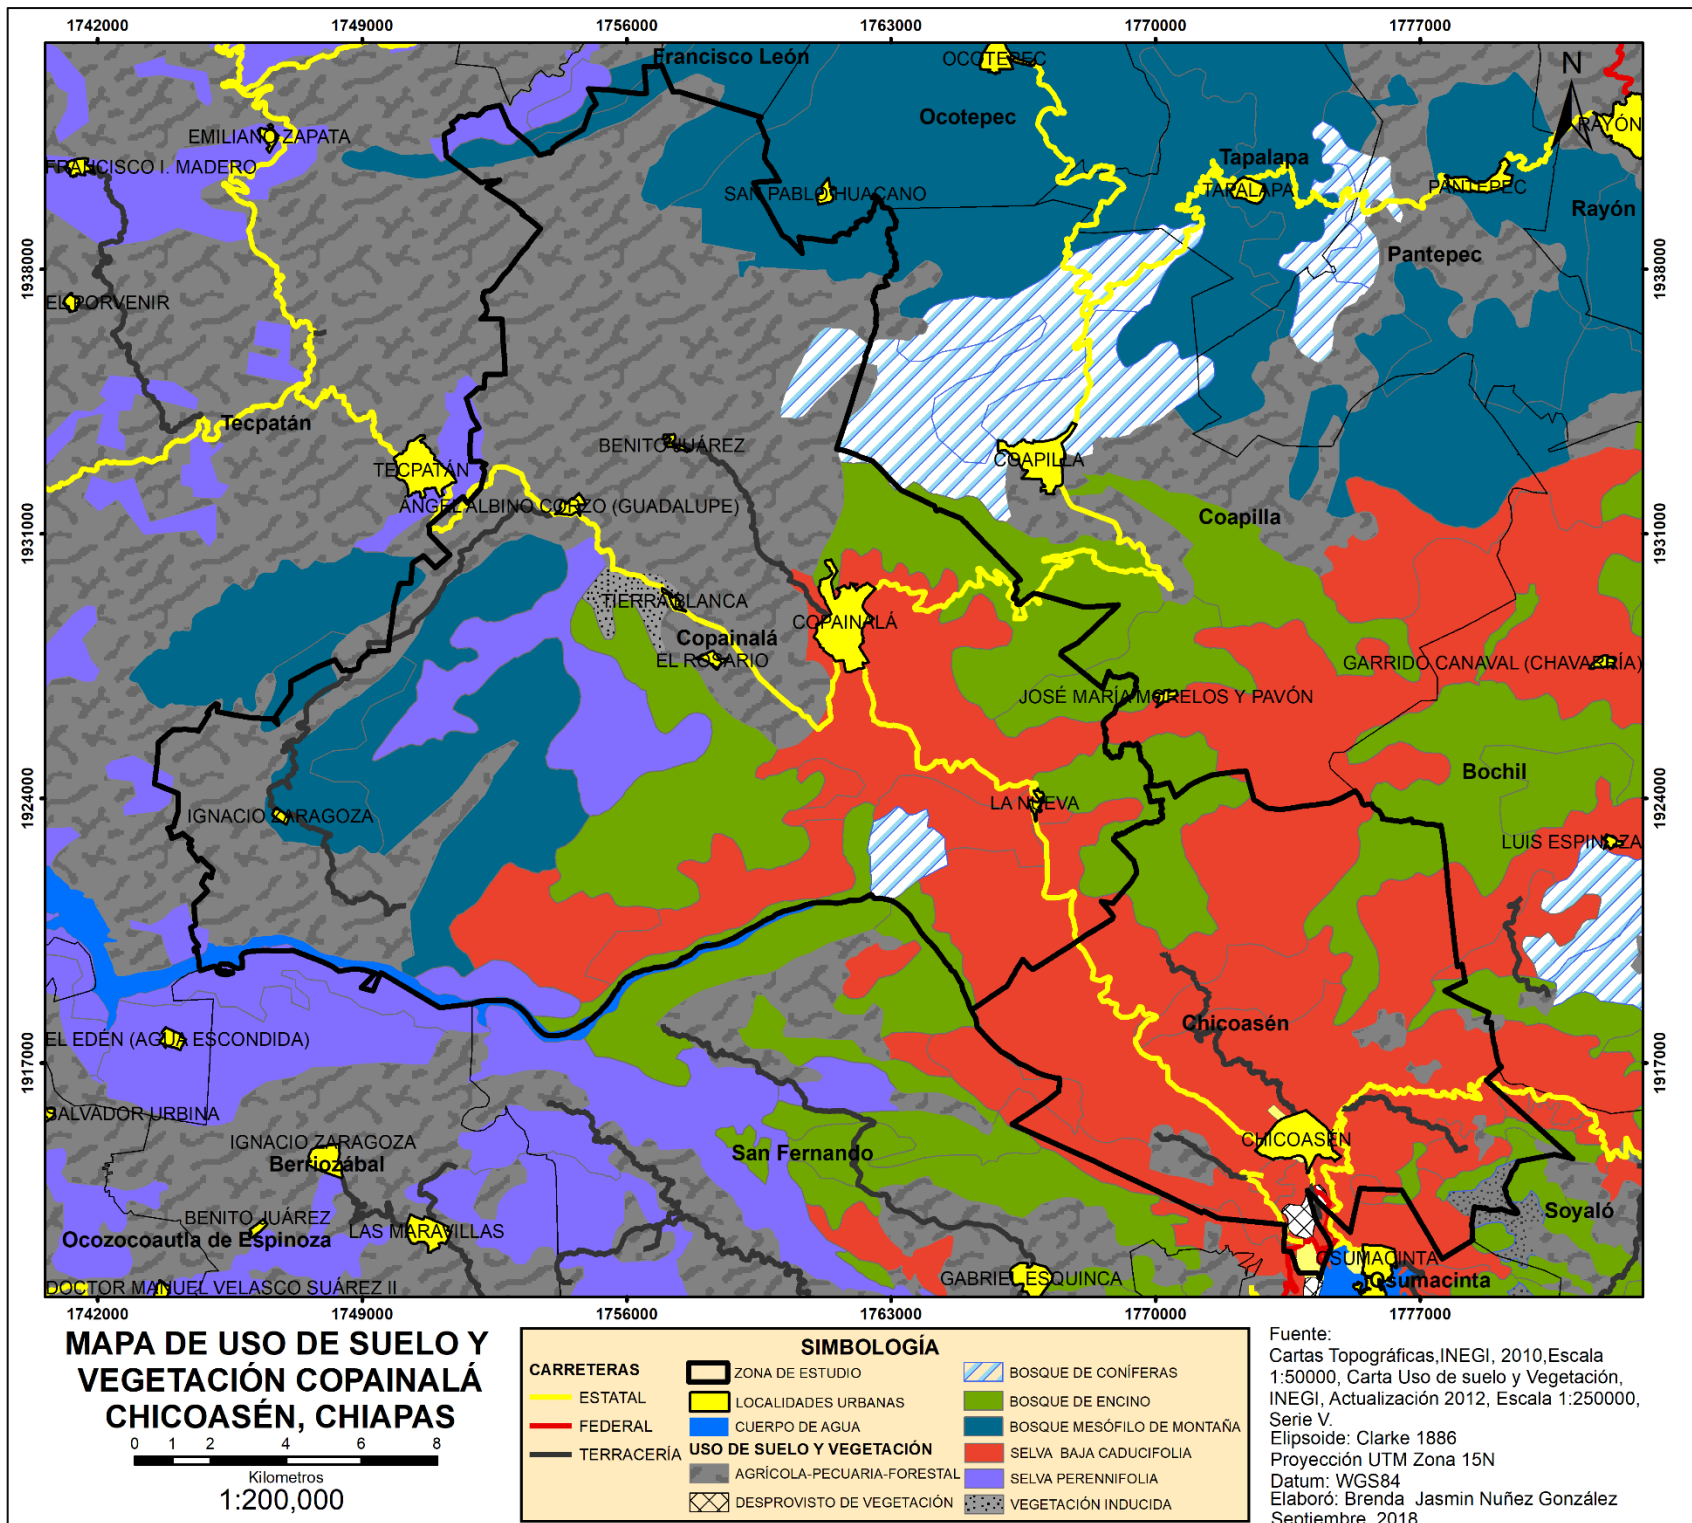 1742000 1749000 1756000 1763000 1770000 1777000
Francisco León
OCOTEPEC
N
Ocotepec
RAYÓN
EMILIANO ZAPATA
FRANCISCO I. MADERO
Tapalapa
SAN PABLO HUACANO
TAPALAPA
PANTEPEC
Rayón
Pantepec
1938000
1938000
EL PORVENIR
Tecpatán
BENITO JUÁREZ
TECPATÁN
COAPILLA
ÁNGEL ALBINO CORZO (GUADALUPE)
Coapilla
1931000
1931000
TIERRA BLANCA
COPAINALÁ
Copainalá
EL ROSARIO
GARRIDO CANAVAL (CHAVARRÍA)
JOSÉ MARÍA MORELOS Y PAVÓN
Bochil
1924000
1924000
LA NUEVA
IGNACIO ZARAGOZA
LUIS ESPINOZA
Chicoasén
EL EDÉN (AGUA ESCONDIDA)
1917000
1917000
SALVADOR URBINA
IGNACIO ZARAGOZA
CHICOASÉN
Berriozábal
San Fernando
BENITO JUÁREZ
LAS MARAVILLAS
Soyaló
Ocozocoautla de Espinoza
OSUMACINTA
GABRIEL ESQUINCA
Osumacinta
DOCTOR MANUEL VELASCO SUÁREZ II
1742000 1749000 1756000 1763000 1770000 1777000
MAPA DE USO DE SUELO Y
VEGETACIÓN COPAINALÁ
CHICOASÉN, CHIAPAS
0 1 2 4 6 8
Kilometros
1:200,000
SIMBOLOGÍA
CARRETERAS
ESTATAL
FEDERAL
TERRACERÍA
ZONA DE ESTUDIO
LOCALIDADES URBANAS
CUERPO DE AGUA
USO DE SUELO Y VEGETACIÓN
AGRÍCOLA-PECUARIA-FORESTAL
DESPROVISTO DE VEGETACIÓN
BOSQUE DE CONÍFERAS
BOSQUE DE ENCINO
BOSQUE MESÓFILO DE MONTAÑA
SELVA BAJA CADUCIFOLIA
SELVA PERENNIFOLIA
VEGETACIÓN INDUCIDA
Fuente:
Cartas Topográficas,INEGI, 2010,Escala
1:50000, Carta Uso de suelo y Vegetación,
INEGI, Actualización 2012, Escala 1:250000,
Serie V.
Elipsoide: Clarke 1886
Proyección UTM Zona 15N
Datum: WGS84
Elaboró: Brenda Jasmin Nuñez González
Septiembre, 2018